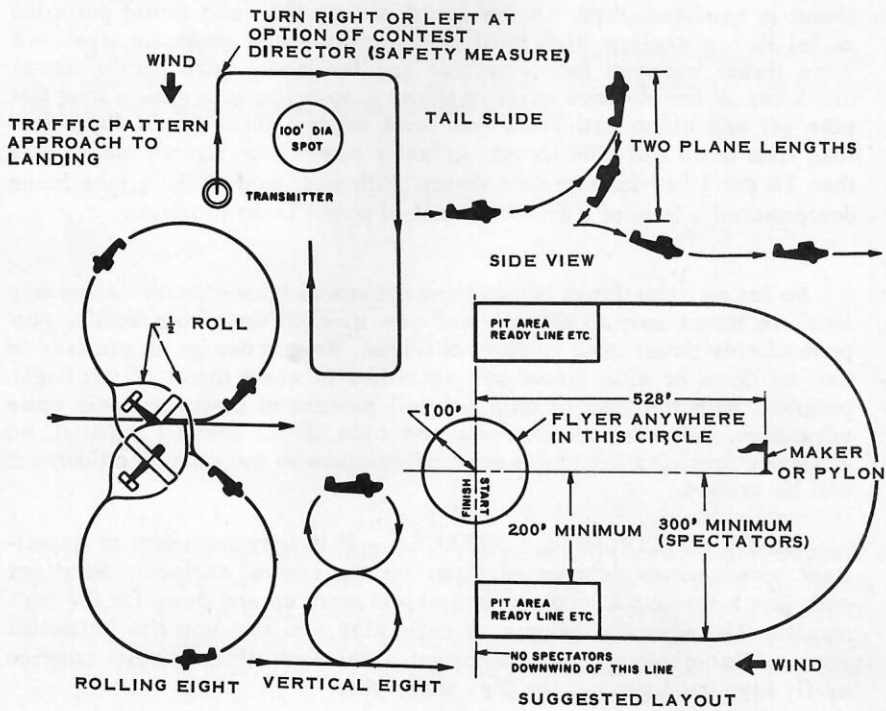 TURN RIGHT OR LEFT AT
OPTION OF CONTEST
DIRECTOR (SAFETY MEASURE)
WIND
TRAFFIC PATTERN
APPROACH TO
LANDING
100' DIA
SPOT
TRANSMITTER
TAIL SLIDE
TWO PLANE LENGTHS
SIDE VIEW
½ ROLL
ROLLING EIGHT
VERTICAL EIGHT
PIT AREA
READY LINE ETC.
528'
100'
FLYER ANYWHERE
IN THIS CIRCLE
MAKER
OR PYLON
FINISH
START
200' MINIMUM
300' MINIMUM
(SPECTATORS)
PIT AREA
READY LINE ETC.
NO SPECTATORS
DOWNWIND OF THIS LINE
WIND
SUGGESTED LAYOUT